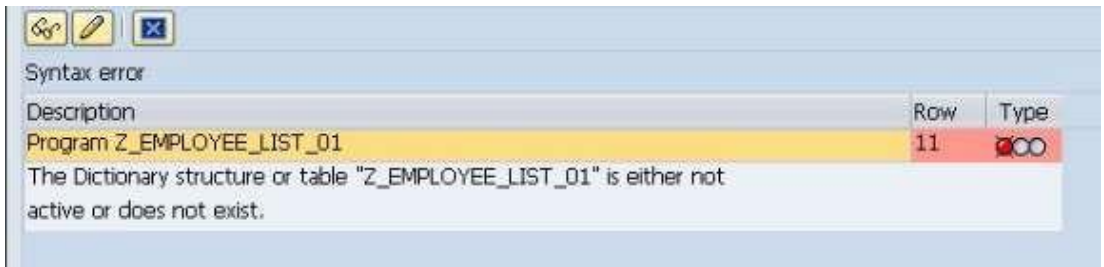 Syntax error
Description Row Type
Program Z_EMPLOYEE_LIST_01 11
The Dictionary structure or table "Z_EMPLOYEE_LIST_01" is either not
active or does not exist.